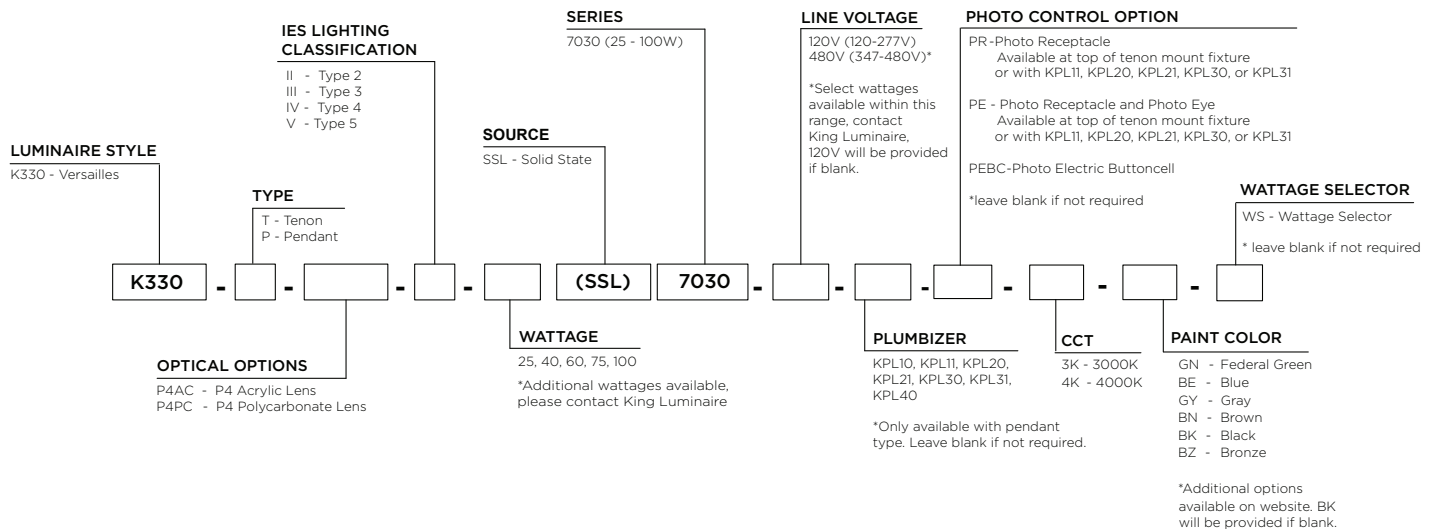 LUMINAIRE STYLE
K330 - Versailles
TYPE
T - Tenon
P - Pendant
IES LIGHTING
CLASSIFICATION
II - Type 2
III - Type 3
IV - Type 4
V - Type 5
SOURCE
SSL - Solid State
SERIES
7030 (25 - 100W)
LINE VOLTAGE
120V (120-277V)
480V (347-480V)*
*Select wattages
available within this
range, contact
King Luminaire,
120V will be provided
if blank.
PHOTO CONTROL OPTION
PR-Photo Receptacle
Available at top of tenon mount fixture
or with KPL11, KPL20, KPL21, KPL30, or KPL31
PE - Photo Receptacle and Photo Eye
Available at top of tenon mount fixture
or with KPL11, KPL20, KPL21, KPL30, or KPL31
PEBC-Photo Electric Buttoncell
*leave blank if not required
WATTAGE SELECTOR
WS - Wattage Selector
* leave blank if not required
K330 - - - - (SSL) 7030 - - - - - -
OPTICAL OPTIONS
P4AC - P4 Acrylic Lens
P4PC - P4 Polycarbonate Lens
WATTAGE
25, 40, 60, 75, 100
*Additional wattages available,
please contact King Luminaire
PLUMBIZER
KPL10, KPL11, KPL20,
KPL21, KPL30, KPL31,
KPL40
*Only available with pendant
type. Leave blank if not required.
CCT
3K - 3000K
4K - 4000K
PAINT COLOR
GN - Federal Green
BE - Blue
GY - Gray
BN - Brown
BK - Black
BZ - Bronze
*Additional options
available on website. BK
will be provided if blank.